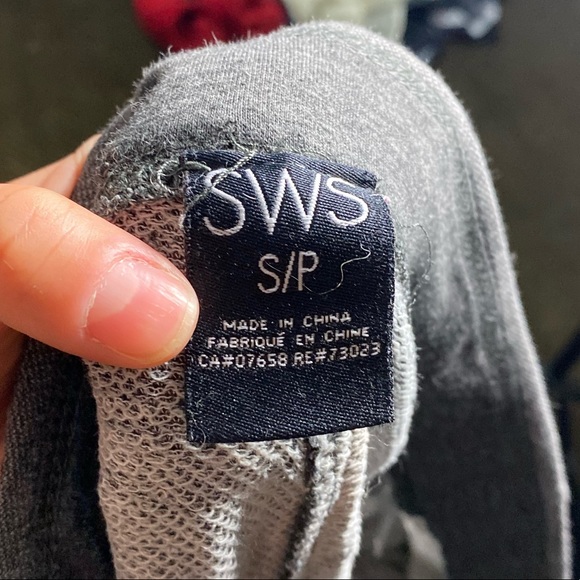 SWS
S/P
MADE IN CHINA
FABRIQUÉ EN CHINE
CA#07658 RE#73023